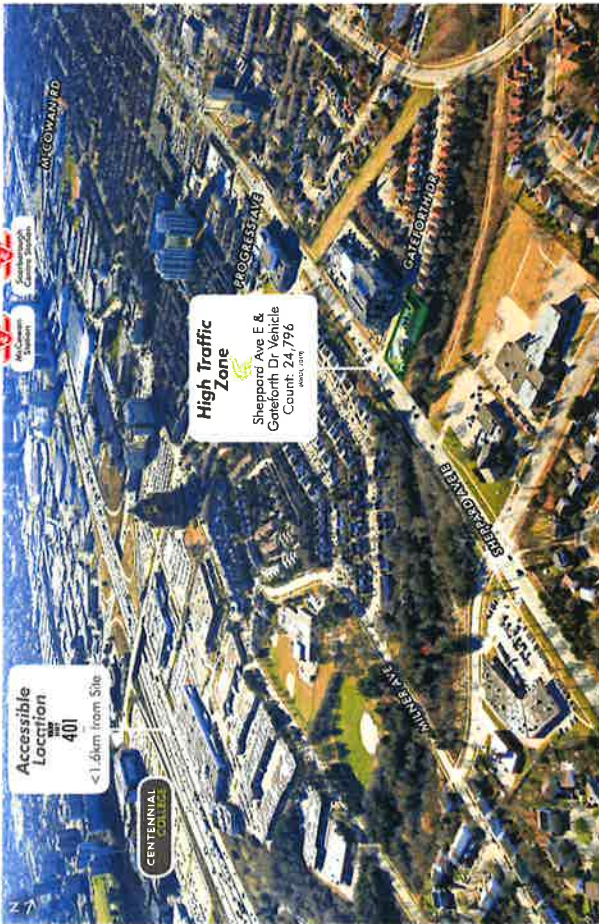 Accessible
Location
401
<1.6km from Site
CENTENNIAL
COLLEGE
N
McCowan
Station
Scarborough
Centre Station
MCCOWAN RD
High Traffic
Zone
Sheppard Ave E &
Gateforth Dr Vehicle
Count: 24,796
PROGRESS AVE
GATEFORTH DR
SHEPPARD AVE E
MILNER AVE